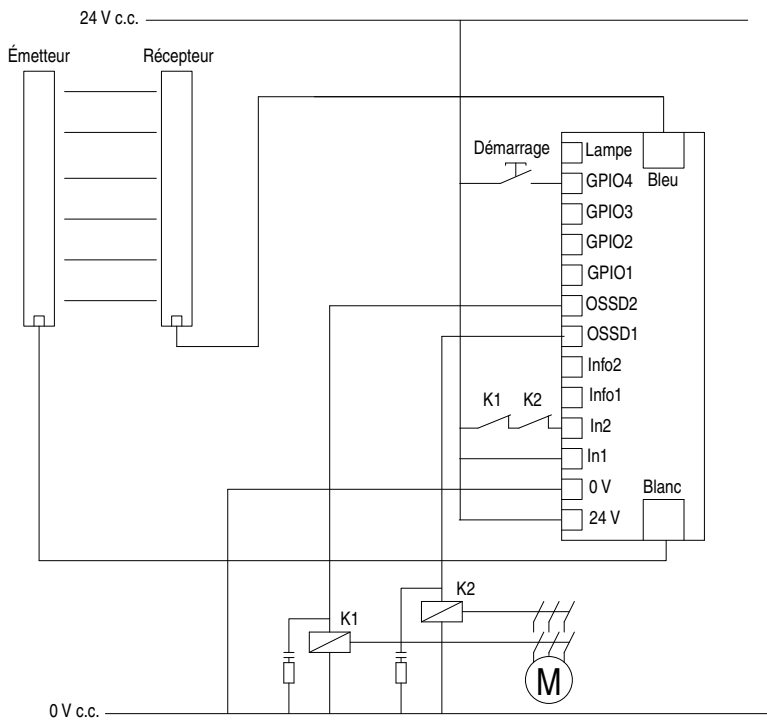 24 V c.c.
Émetteur
Récepteur
Démarrage
Lampe
GPIO4
Bleu
GPIO3
GPIO2
GPIO1
OSSD2
OSSD1
Info2
Info1
K1
K2
In2
In1
0 V
Blanc
24 V
K2
K1
M
0 V c.c.